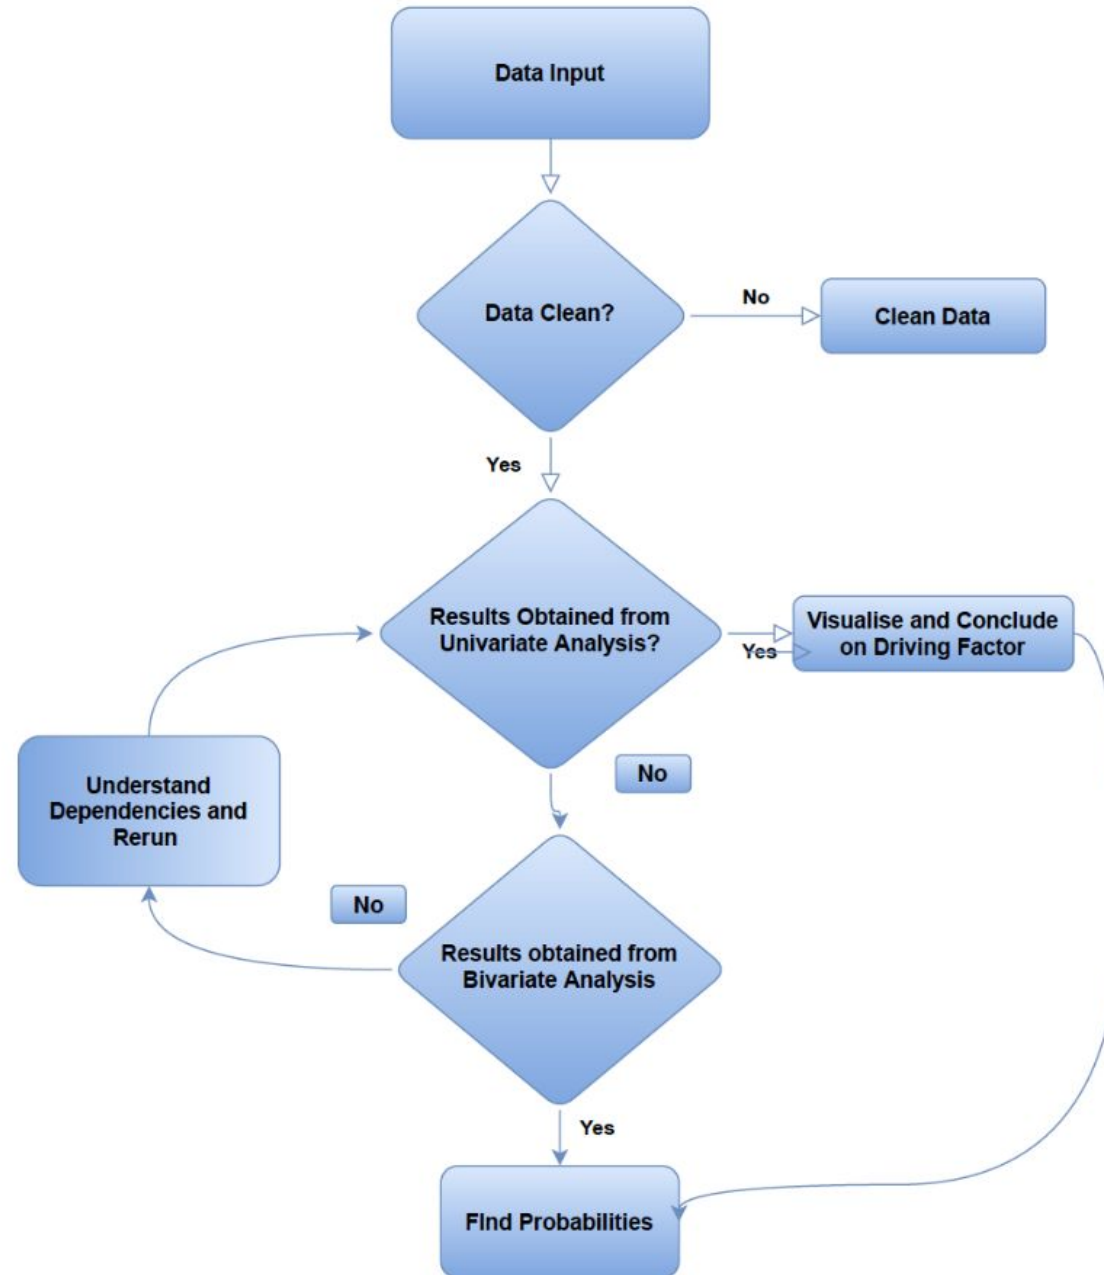 Data Input
Data Clean?
No
Clean Data
Yes
Results Obtained from
Univariate Analysis?
Yes
Visualise and Conclude
on Driving Factor
No
Understand
Dependencies and
Rerun
No
Results obtained from
Bivariate Analysis
Yes
FInd Probabilities